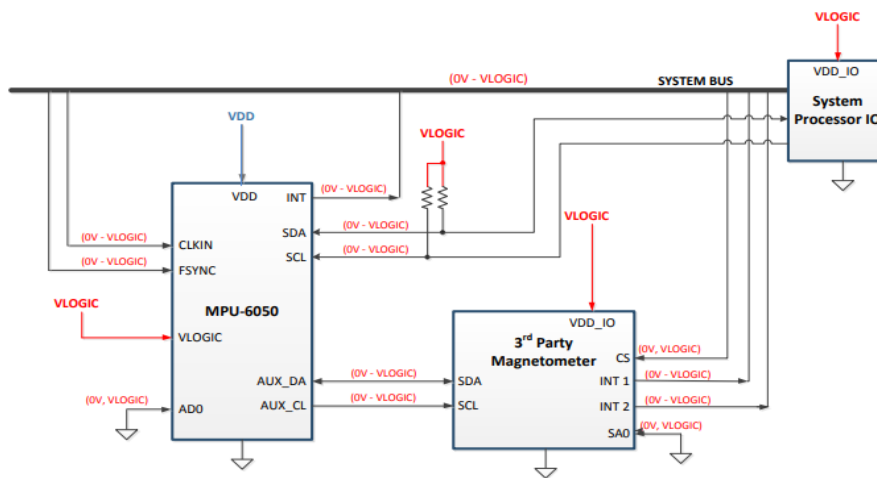 VLOGIC
(0V - VLOGIC)
SYSTEM BUS
VDD_IO
System
Processor IC
VDD
VLOGIC
VDD
INT
(0V - VLOGIC)
(0V - VLOGIC)
CLKIN
SDA
(0V - VLOGIC)
(0V - VLOGIC)
FSYNC
SCL
(0V - VLOGIC)
VLOGIC
MPU-6050
VLOGIC
VLOGIC
VDD_IO
3rd Party
Magnetometer
(0V, VLOGIC)
CS
AUX_DA
(0V - VLOGIC)
SDA
INT 1
(0V - VLOGIC)
(0V, VLOGIC)
AD0
AUX_CL
(0V - VLOGIC)
SCL
INT 2
(0V - VLOGIC)
SA0
(0V, VLOGIC)